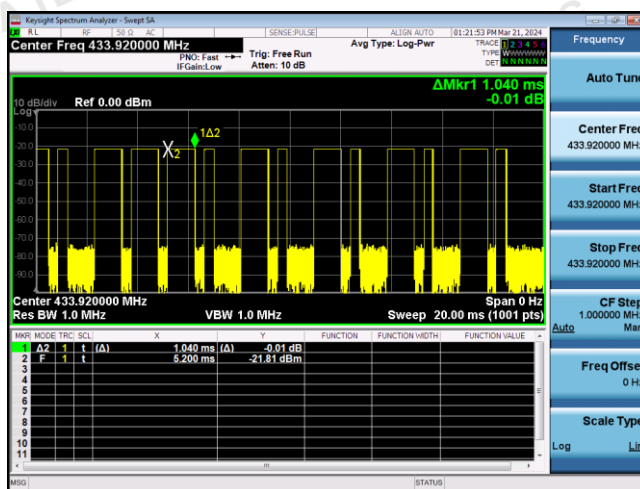 Keysight Spectrum Analyzer - Swept SA
RL RF 50 Ω AC SENSE:PULSE ALIGN AUTO 01:21:53 PM Mar 21, 2024
Center Freq 433.920000 MHz
PNO: Fast
IFGain:Low
Trig: Free Run
Atten: 10 dB
Avg Type: Log-Pwr
TRACE 1 2 3 4 5 6
TYPE WWWWWW
DET N N N N N N
ΔMkr1 1.040 ms
-0.01 dB
10 dB/div Ref 0.00 dBm
Log
-10.0
-20.0
-30.0
-40.0
-50.0
-60.0
-70.0
-80.0
-90.0
1Δ2
X2
Center 433.920000 MHz Span 0 Hz
Res BW 1.0 MHz VBW 1.0 MHz Sweep 20.00 ms (1001 pts)
MKR MODE TRC SCL X Y FUNCTION FUNCTION WIDTH FUNCTION VALUE
1 Δ2 1 t (Δ) 1.040 ms (Δ) -0.01 dB
2 F 1 t 5.200 ms -21.81 dBm
3
4
5
6
7
8
9
10
11
MSG STATUS
Frequency
Auto Tune
Center Freq
433.920000 MHz
Start Freq
433.920000 MHz
Stop Freq
433.920000 MHz
CF Step
1.000000 MHz
Auto Man
Freq Offset
0 Hz
Scale Type
Log Lin